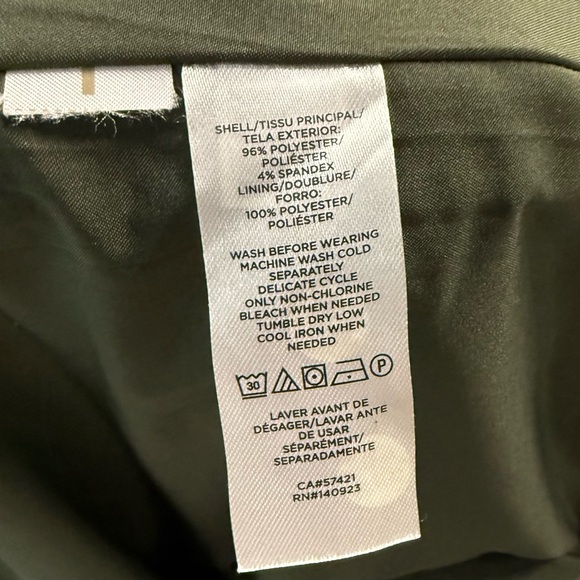 SHELL/TISSU PRINCIPAL/
TELA EXTERIOR:
96% POLYESTER/
POLIÉSTER
4% SPANDEX
LINING/DOUBLURE/
FORRO:
100% POLYESTER/
POLIÉSTER
WASH BEFORE WEARING
MACHINE WASH COLD
SEPARATELY
DELICATE CYCLE
ONLY NON-CHLORINE
BLEACH WHEN NEEDED
TUMBLE DRY LOW
COOL IRON WHEN
NEEDED
30 P
LAVER AVANT DE
DÉGAGER/LAVAR ANTE
DE USAR
SÉPARÉMENT/
SEPARADAMENTE
CA#57421
RN#140923